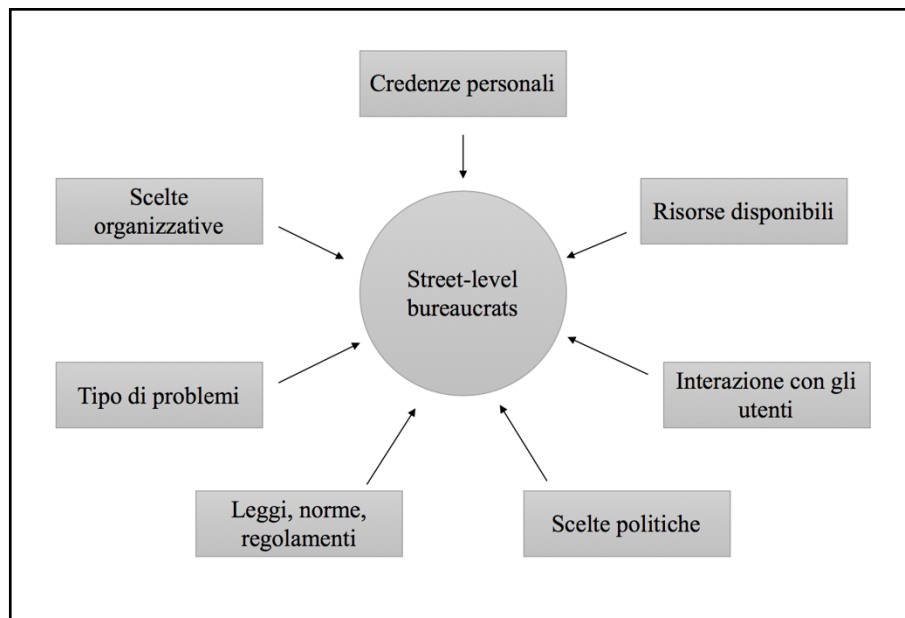 Credenze personali
Scelte
organizzative
Risorse disponibili
Street-level
bureaucrats
Tipo di problemi
Interazione con gli
utenti
Leggi, norme,
regolamenti
Scelte politiche